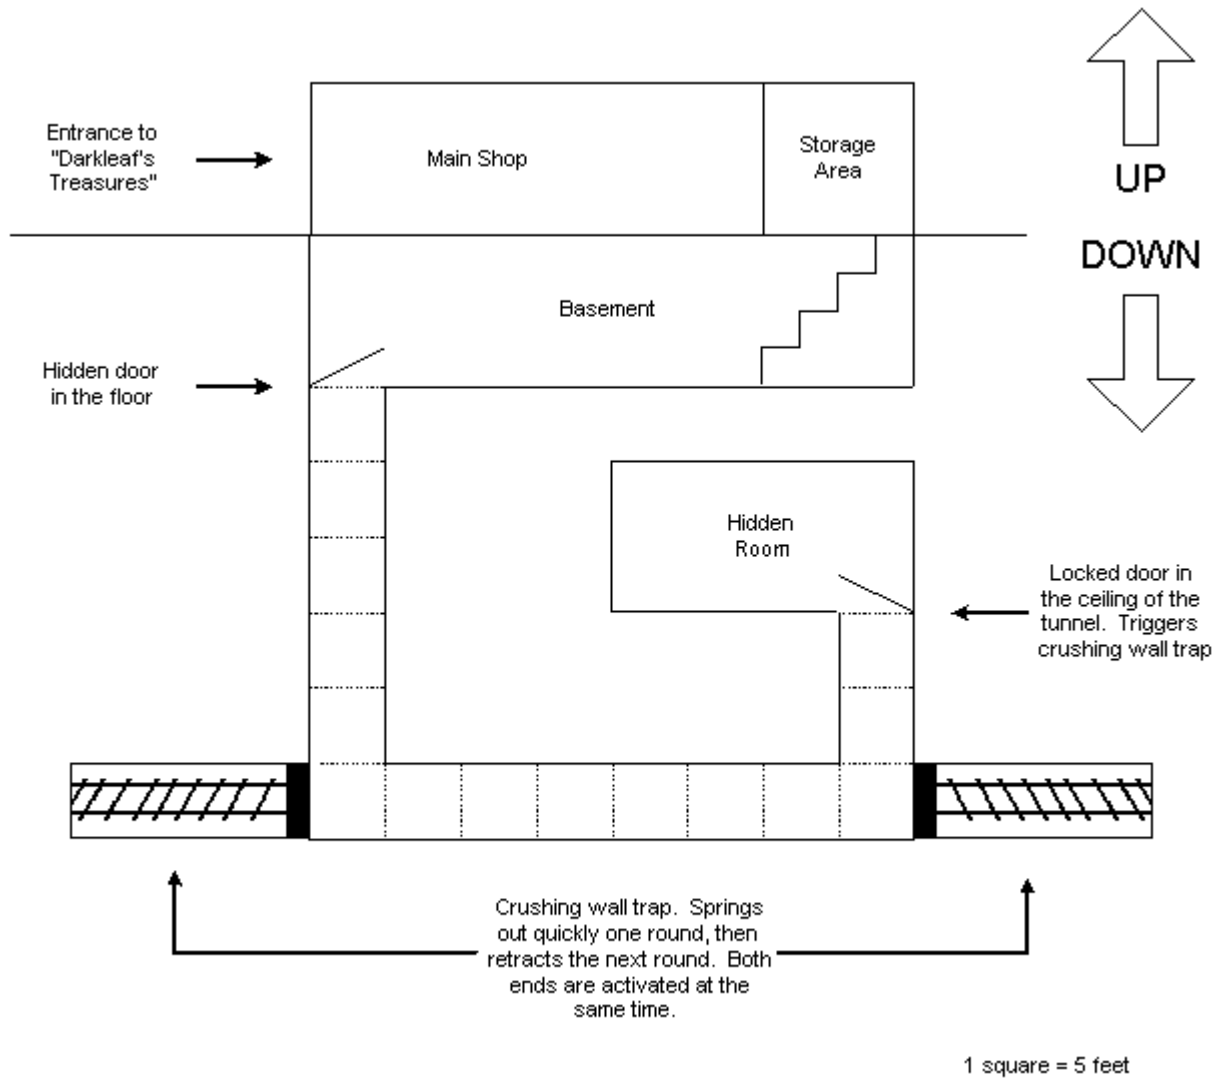 Entrance to
"Darkleaf's
Treasures"
Main Shop
Storage
Area
UP
DOWN
Basement
Hidden door
in the floor
Hidden
Room
Locked door in
the ceiling of the
tunnel.  Triggers
crushing wall trap
Crushing wall trap.  Springs
out quickly one round, then
retracts the next round.  Both
ends are activated at the
same time.
1 square = 5 feet